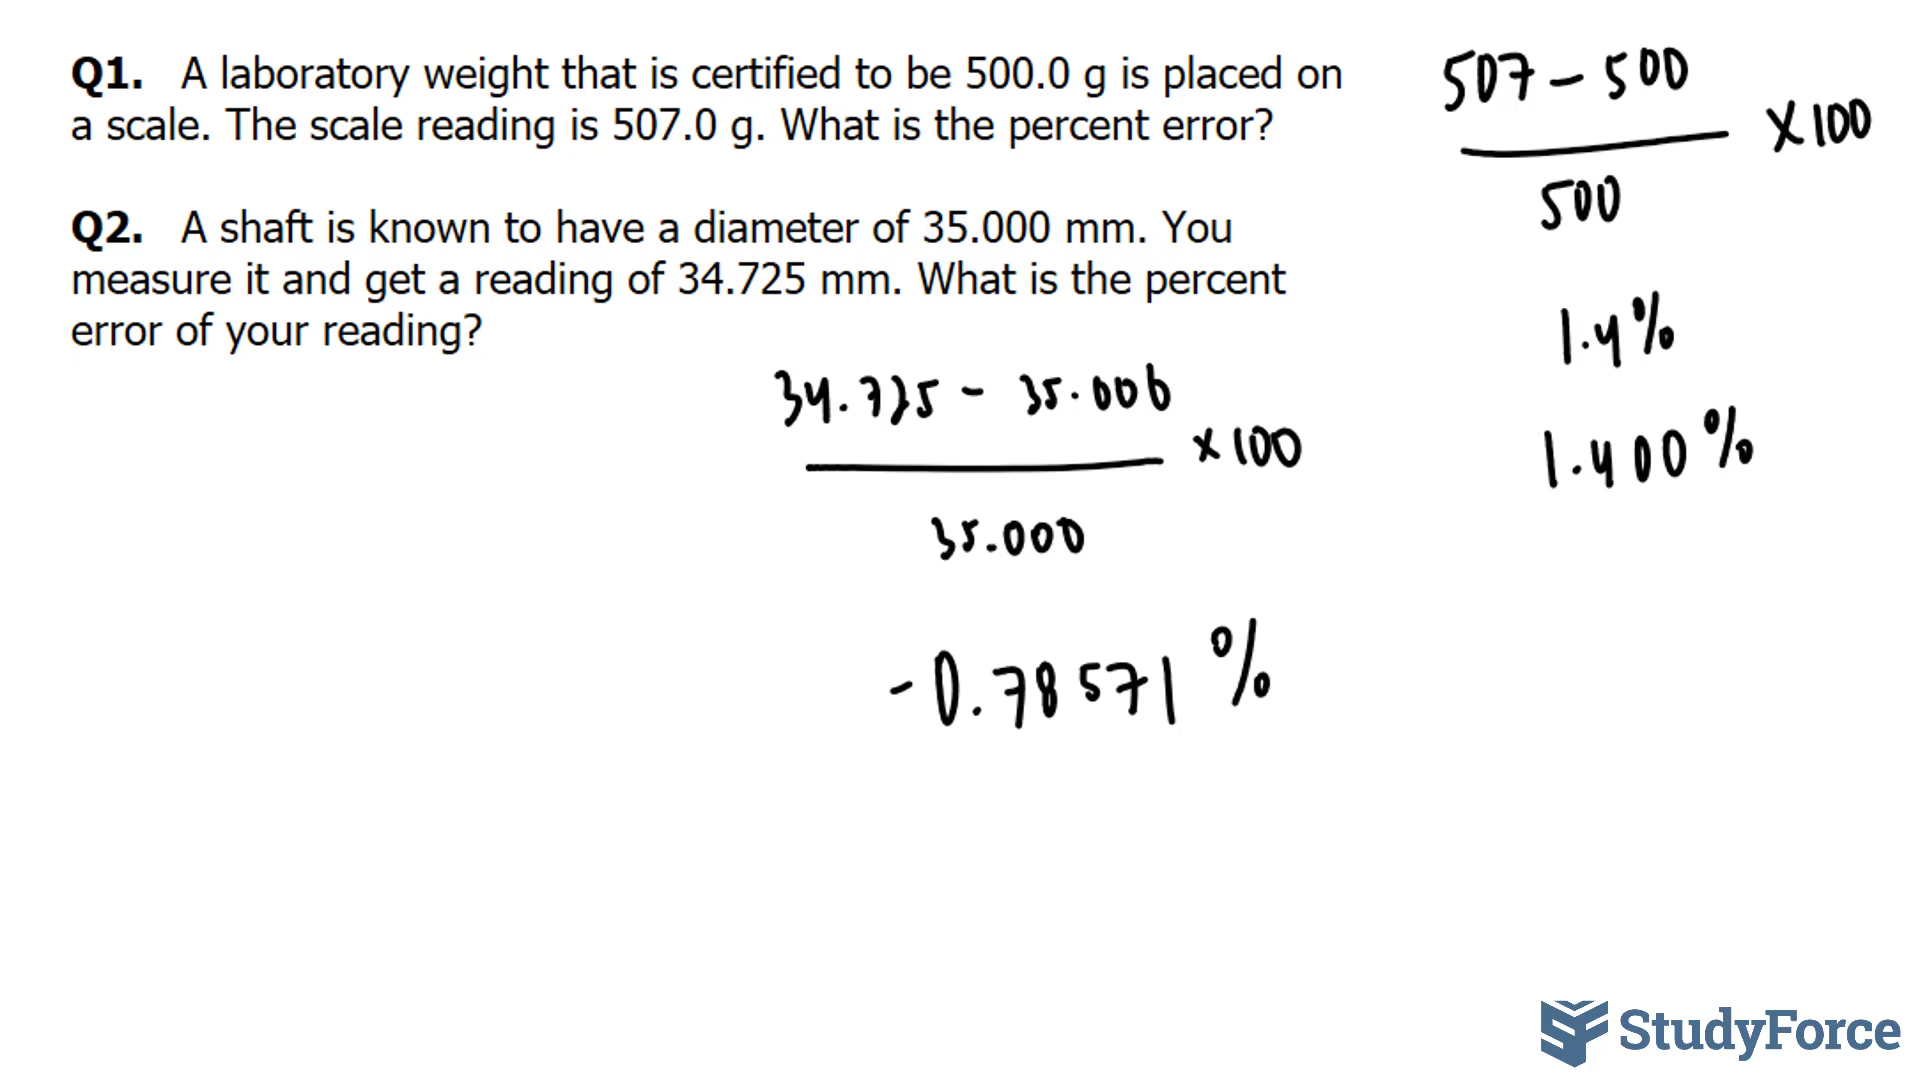 Q1. A laboratory weight that is certified to be 500.0 g is placed on
a scale. The scale reading is 507.0 g. What is the percent error?
507 - 500
500
x 100
1.4%
1.400%
Q2. A shaft is known to have a diameter of 35.000 mm. You
measure it and get a reading of 34.725 mm. What is the percent
error of your reading?
34.725 - 35.000
35.000
x 100
-0.78571%
StudyForce